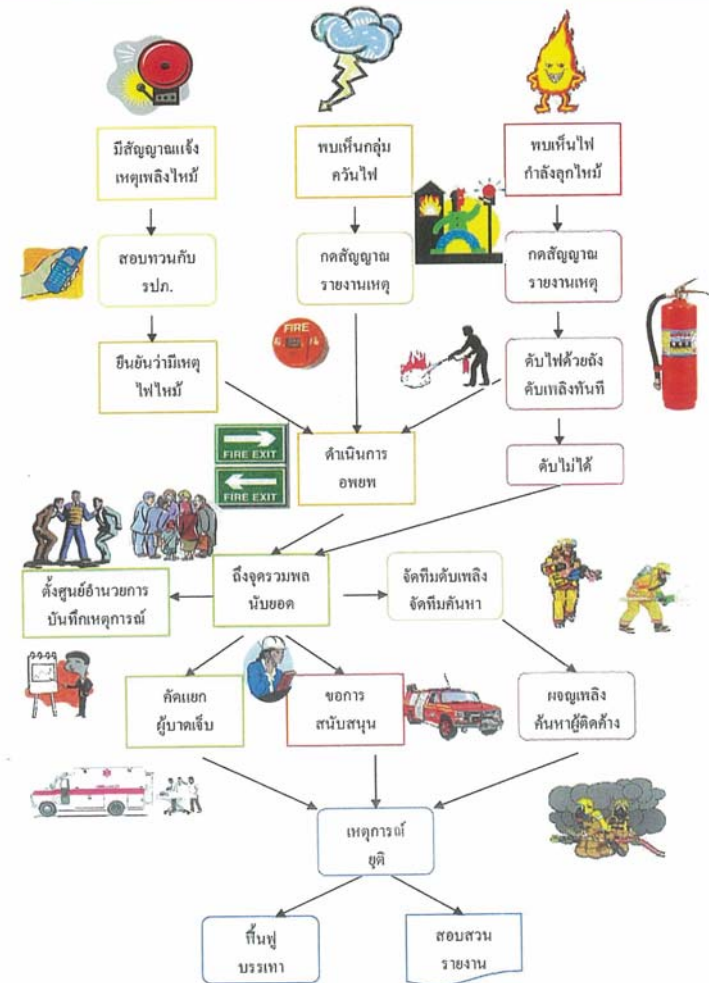 มีสัญญาณแจ้ง
เหตุเพลิงไหม้
พบเห็นกลุ่ม
ควันไฟ
พบเห็นไฟ
กำลังลุกไหม้
สอบทวนกับ
รปภ.
กดสัญญาณ
รายงานเหตุ
กดสัญญาณ
รายงานเหตุ
FIRE
ยืนยันว่ามีเหตุ
ไฟไหม้
ดับไฟด้วยถัง
ดับเพลิงทันที
FIRE EXIT
FIRE EXIT
ดำเนินการ
อพยพ
ดับไม่ได้
ตั้งศูนย์อำนวยการ
บันทึกเหตุการณ์
ถึงจุดรวมพล
นับยอด
จัดทีมดับเพลิง
จัดทีมค้นหา
คัดแยก
ผู้บาดเจ็บ
ขอการ
สนับสนุน
ผจญเพลิง
ค้นหาผู้ติดค้าง
เหตุการณ์
ยุติ
ฟื้นฟู
บรรเทา
สอบสวน
รายงาน